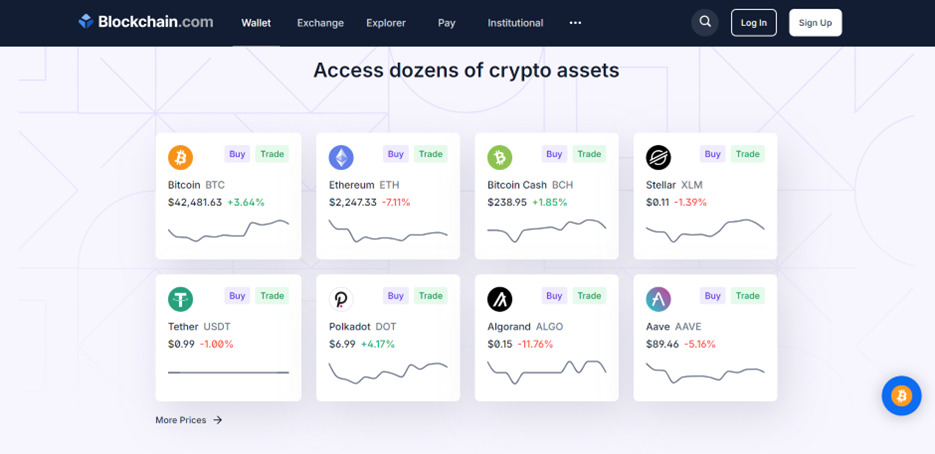 Blockchain.com Wallet Exchange Explorer Pay Institutional ••• Log In Sign Up
Access dozens of crypto assets
Buy Trade
Bitcoin BTC
$42,481.63 +3.64%
Buy Trade
Ethereum ETH
$2,247.33 -7.11%
Buy Trade
Bitcoin Cash BCH
$238.95 +1.85%
Buy Trade
Stellar XLM
$0.11 -1.39%
Buy Trade
Tether USDT
$0.99 -1.00%
Buy Trade
Polkadot DOT
$6.99 +4.17%
Buy Trade
Algorand ALGO
$0.15 -11.76%
Buy Trade
Aave AAVE
$89.46 -5.16%
More Prices →